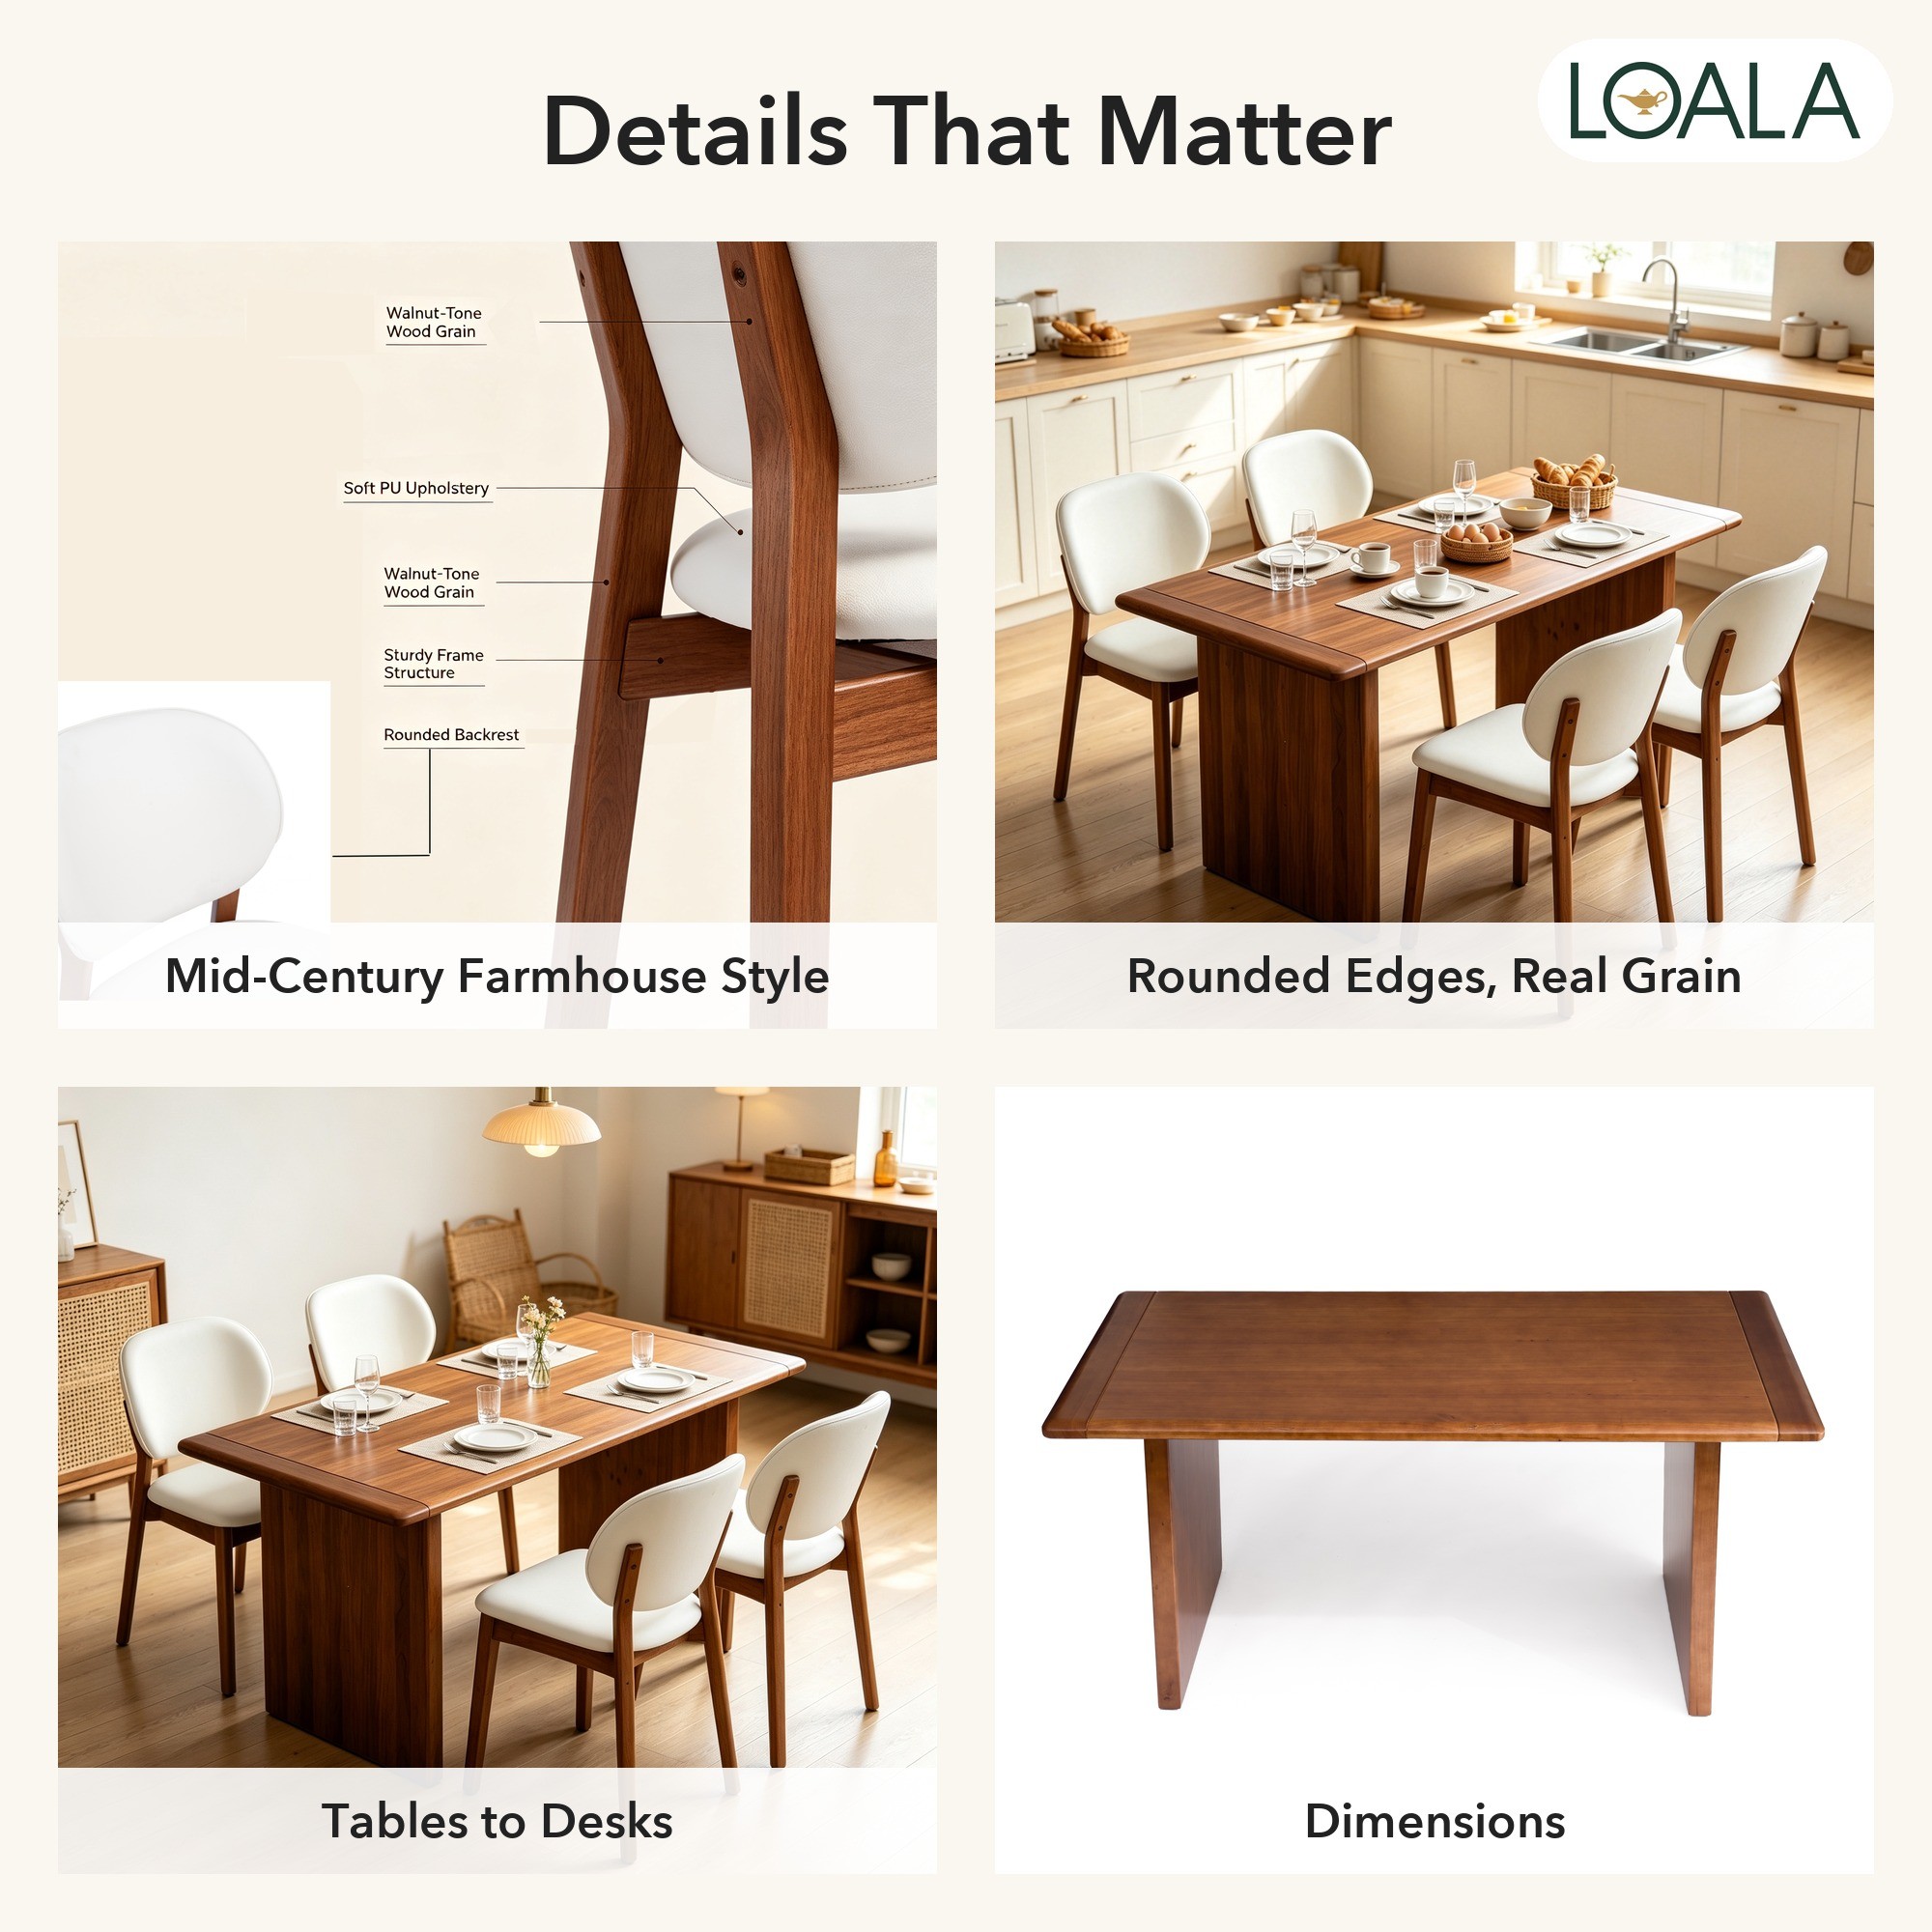 LOALA
Details That Matter
Walnut-Tone
Wood Grain
Soft PU Upholstery
Walnut-Tone
Wood Grain
Sturdy Frame
Structure
Rounded Backrest
Mid-Century Farmhouse Style
Rounded Edges, Real Grain
Tables to Desks
Dimensions